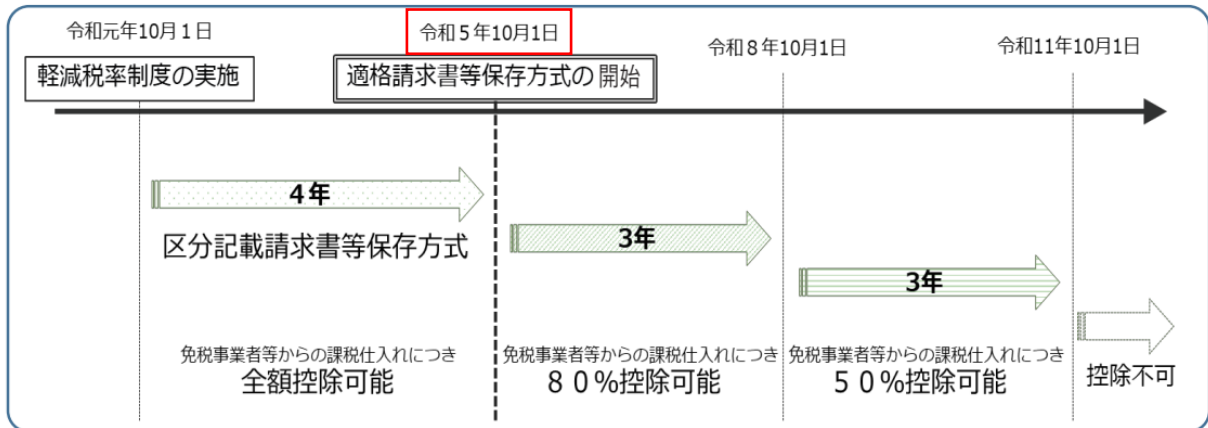 令和元年10月１日
令和５年10月1日
令和８年10月1日
令和11年10月1日
軽減税率制度の実施
適格請求書等保存方式の開始
４年
区分記載請求書等保存方式
3年
3年
免税事業者等からの課税仕入れにつき
全額控除可能
免税事業者等からの課税仕入れにつき
８０%控除可能
免税事業者等からの課税仕入れにつき
５０%控除可能
控除不可